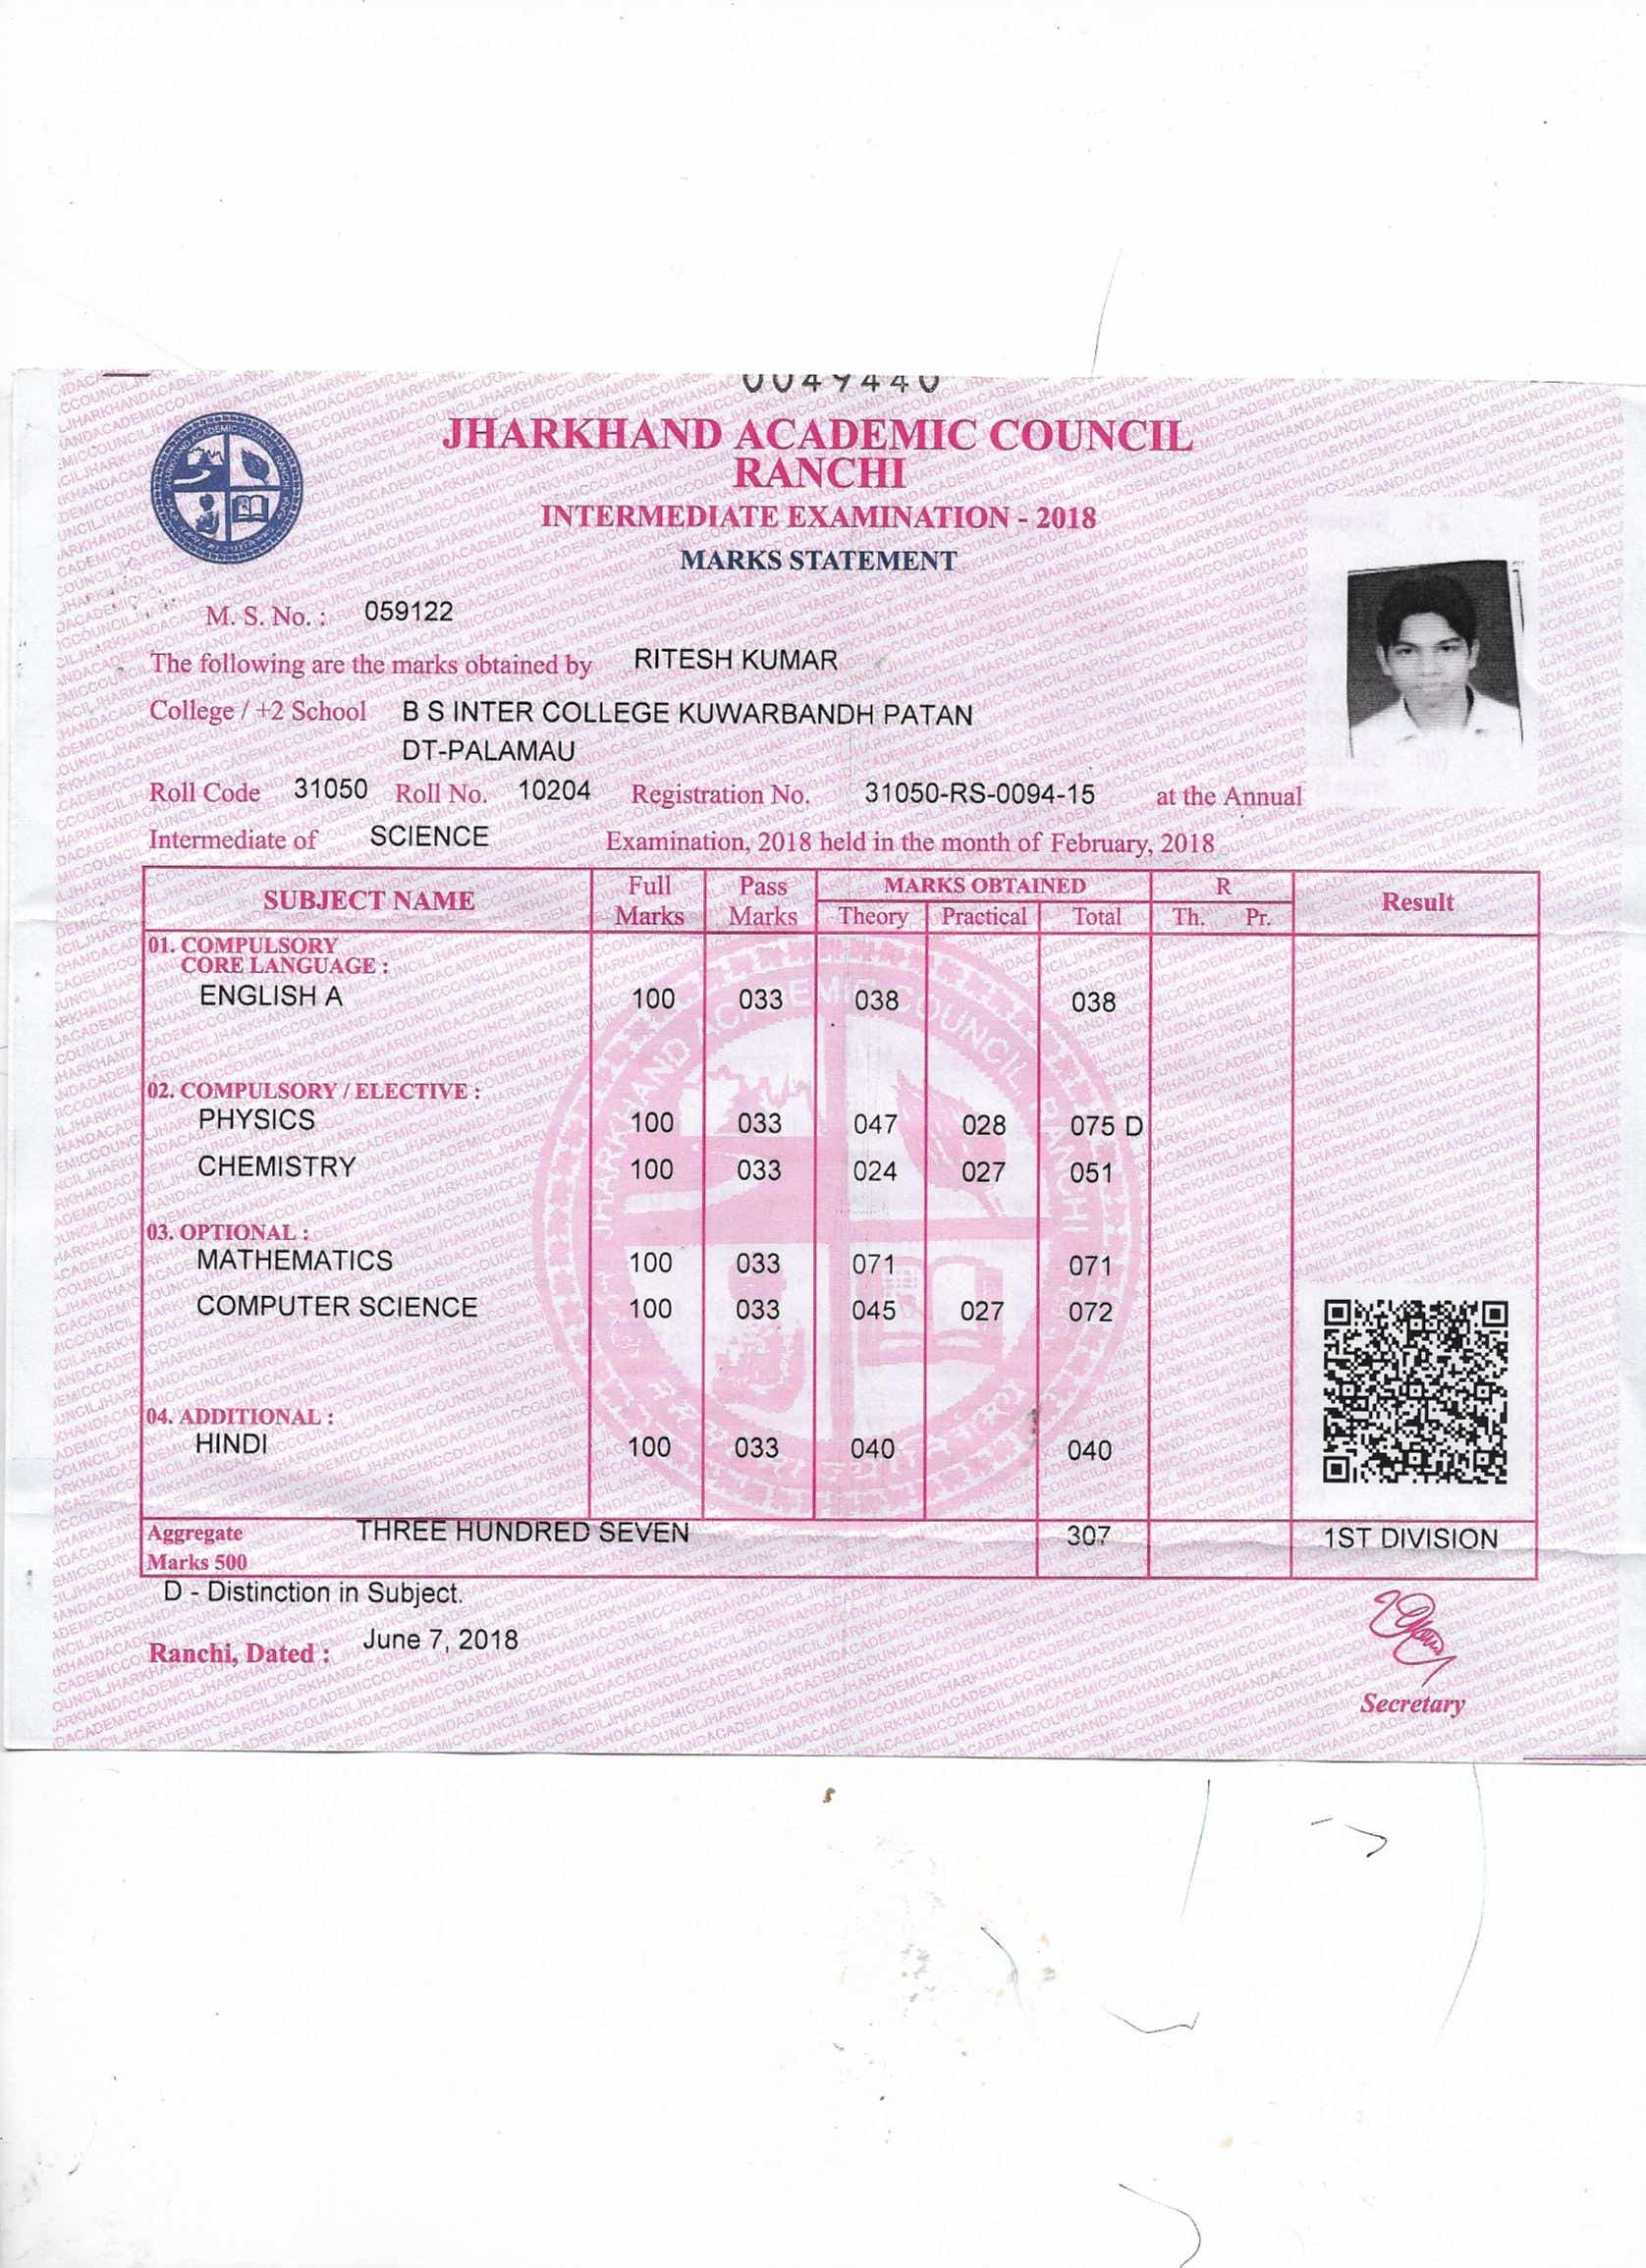 0049440
JHARKHAND ACADEMIC COUNCIL
RANCHI
INTERMEDIATE EXAMINATION - 2018
MARKS STATEMENT
M. S. No. : 059122
The following are the marks obtained by RITESH KUMAR
College / +2 School B S INTER COLLEGE KUWARBANDH PATAN
DT-PALAMAU
Roll Code 31050 Roll No. 10204 Registration No. 31050-RS-0094-15 at the Annual
Intermediate of SCIENCE Examination, 2018 held in the month of February, 2018
SUBJECT NAME Full Marks Pass Marks MARKS OBTAINED R Result
Theory Practical Total Th. Pr.
01. COMPULSORY
CORE LANGUAGE :
ENGLISH A 100 033 038 038
02. COMPULSORY / ELECTIVE :
PHYSICS 100 033 047 028 075 D
CHEMISTRY 100 033 024 027 051
03. OPTIONAL :
MATHEMATICS 100 033 071 071
COMPUTER SCIENCE 100 033 045 027 072
04. ADDITIONAL :
HINDI 100 033 040 040
Aggregate THREE HUNDRED SEVEN 307 1ST DIVISION
Marks 500
D - Distinction in Subject.
Ranchi, Dated : June 7, 2018
Secretary